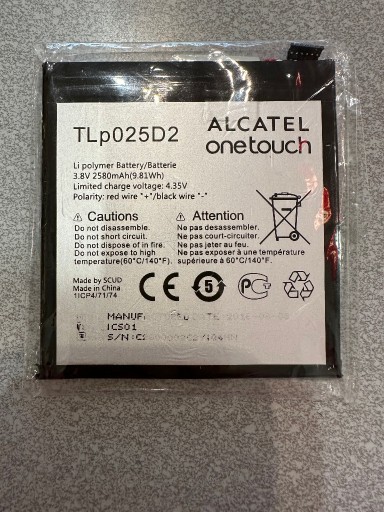 TLp025D2
ALCATEL
onetouch
Li polymer Battery/Batterie
3.8V 2580mAh(9.81Wh)
Limited charge voltage: 4.35V
Polarity: red wire "+"/black wire "-"
Cautions
Do not disassemble.
Do not short circuit.
Do not dispose of in fire.
Do not expose to high
temperature(60°C/140°F).
Attention
Ne pas desassembler.
Ne pas court-circuiter.
Ne pas jeter au feu.
Ne pas exposer à une température
supérieure à 60°C/140°F.
Made by SCUD
Made in China
1ICP4/71/74
CE
5
ICS01